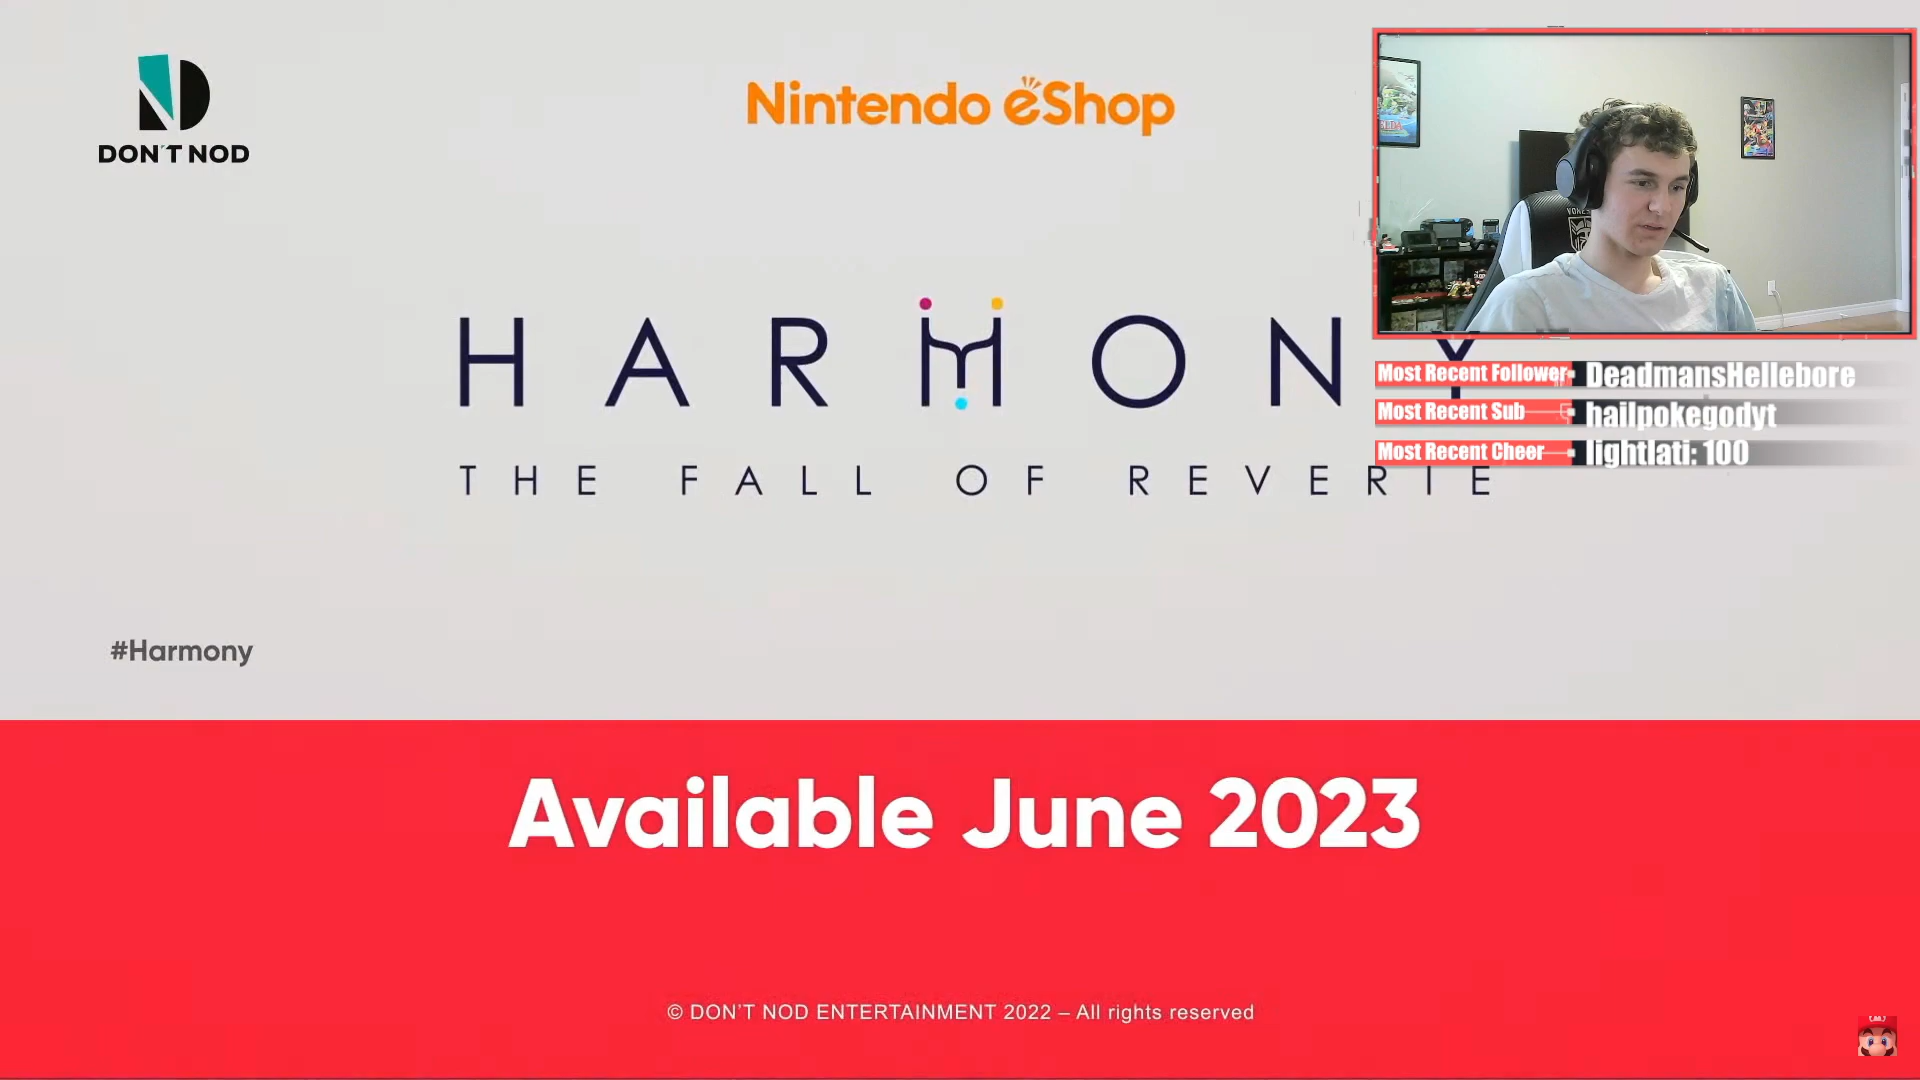 DON'T NOD
Nintendo eShop
HARMONY
THE FALL OF REVERIE
Most Recent Follower
DeadmansHellebore
Most Recent Sub
hailpokegodyt
Most Recent Cheer
lightlati: 100
#Harmony
Available June 2023
© DON'T NOD ENTERTAINMENT 2022 – All rights reserved